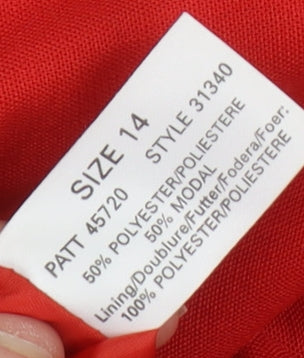 SIZE 14
PATT 45720 STYLE 31340
50% POLYESTER/POLIESTERE
50% MODAL
Lining/Doublure/Futter/Fodera/Foer:
100% POLYESTER/POLIESTERE